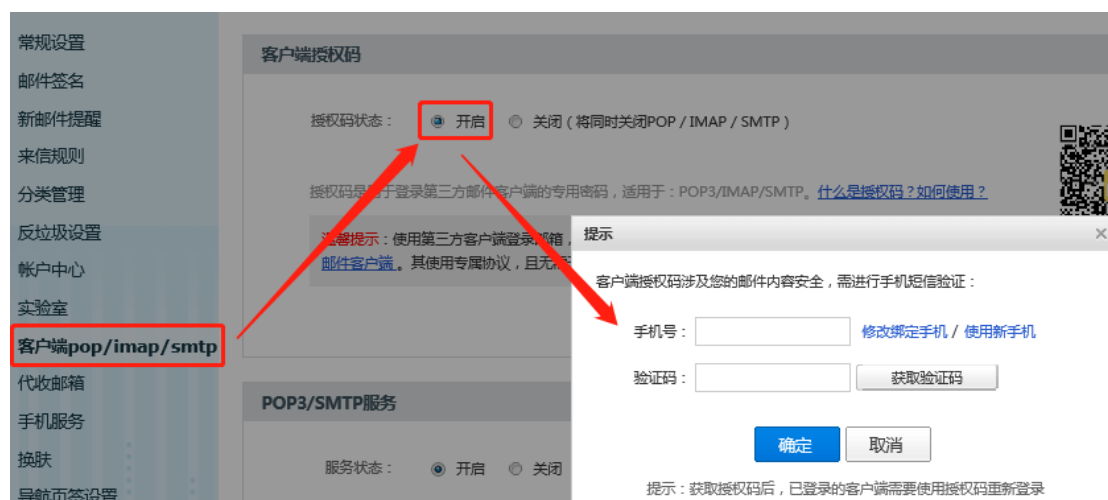 常规设置
邮件签名
新邮件提醒
来信规则
分类管理
反垃圾设置
帐户中心
实验室
客户端pop/imap/smtp
代收邮箱
手机服务
换肤
导航页签设置
客户端授权码
授权码状态： 开启 关闭（将同时关闭POP / IMAP / SMTP）
授权码是用于登录第三方邮件客户端的专用密码，适用于：POP3/IMAP/SMTP。什么是授权码？如何使用？
温馨提示：使用第三方客户端登录邮箱，
邮件客户端。其使用专属协议，且无需
POP3/SMTP服务
服务状态： 开启 关闭
提示 ×
客户端授权码涉及您的邮件内容安全，需进行手机短信验证：
手机号： 修改绑定手机 / 使用新手机
验证码： 获取验证码
确定 取消
提示：获取授权码后，已登录的客户端需要使用授权码重新登录